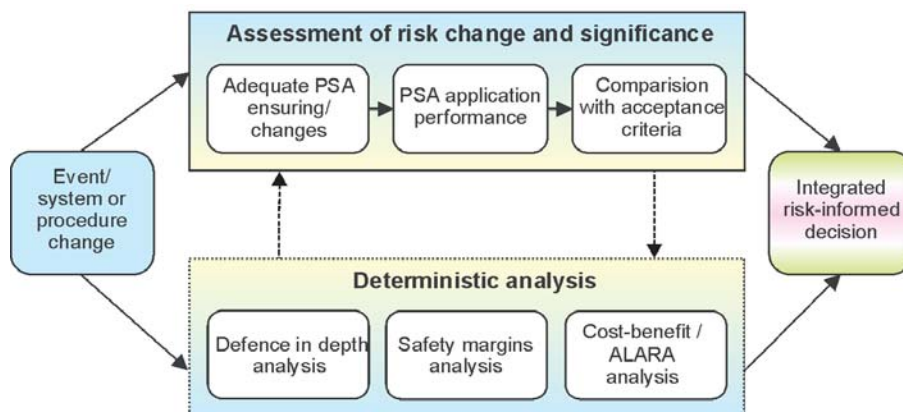 Assessment of risk change and significance
Adequate PSA
ensuring/
changes
PSA application
performance
Comparision
with acceptance
criteria
Event/
system or
procedure
change
Integrated
risk-informed
decision
Deterministic analysis
Defence in depth
analysis
Safety margins
analysis
Cost-benefit /
ALARA
analysis